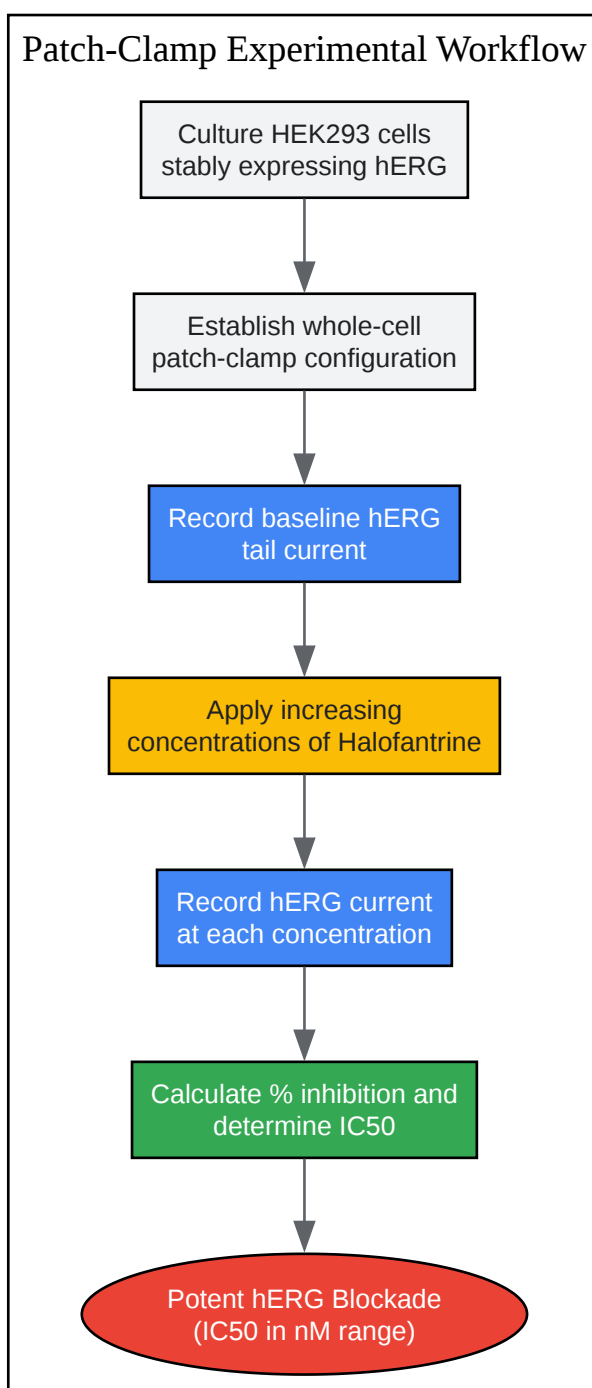 Patch-Clamp Experimental Workflow
Culture HEK293 cells
stably expressing hERG
Establish whole-cell
patch-clamp configuration
Record baseline hERG
tail current
Apply increasing
concentrations of Halofantrine
Record hERG current
at each concentration
Calculate % inhibition and
determine IC50
Potent hERG Blockade
(IC50 in nM range)